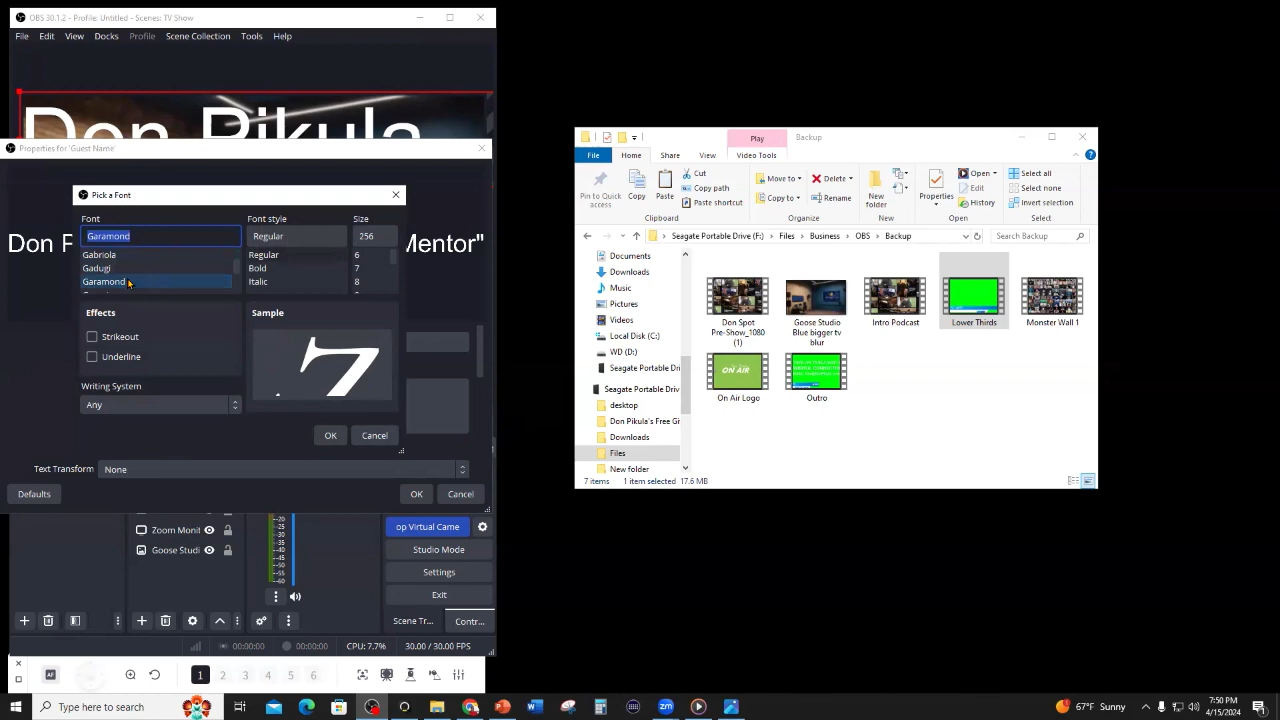 OBS 30.1.2 - Profile: Untitled - Scenes: TV Show
File Edit View Docks Profile Scene Collection Tools Help
Don Pikula
Properties for 'Guest Name'
Don
Mentor"
Pick a Font
Font
Font style
Size
Garamond
Regular
256
Gabriola
Gadugi
Garamond
Regular
Bold
Italic
6
7
8
Effects
Strikeout
Underline
Sample
Writing System
Any
OK
Cancel
Text Transform
None
Defaults
OK
Cancel
Zoom Monit
Goose Studi
-20
-25
-30
-35
-40
-45
-50
-55
-60
op Virtual Came
Studio Mode
Settings
Exit
Scene Tr...
Contr...
00:00:00
00:00:00
CPU: 7.7%
30.00 / 30.00 FPS
AF
1 2 3 4 5 6
Play
Backup
File
Home
Share
View
Video Tools
Pin to Quick access
Copy
Paste
Cut
Copy path
Paste shortcut
Clipboard
Move to
Copy to
Delete
Rename
Organize
New folder
New
Properties
Open
Edit
History
Open
Select all
Select none
Invert selection
Select
Seagate Portable Drive (F:) > Files > Business > OBS > Backup
Search Backup
Documents
Downloads
Music
Pictures
Videos
Local Disk (C:)
WD (D:)
Seagate Portable Dri
Seagate Portable Driv
desktop
Don Pikula's Free Gi
Downloads
Files
New folder
Don Spot
Pre-Show_1080
(1)
Goose Studio
Blue bigger tv
blur
Intro Podcast
Lower Thirds
Monster Wall 1
ON AIR
On Air Logo
Outro
7 items
1 item selected 17.6 MB
Type here to search
67°F Sunny
7:50 PM
4/15/2024